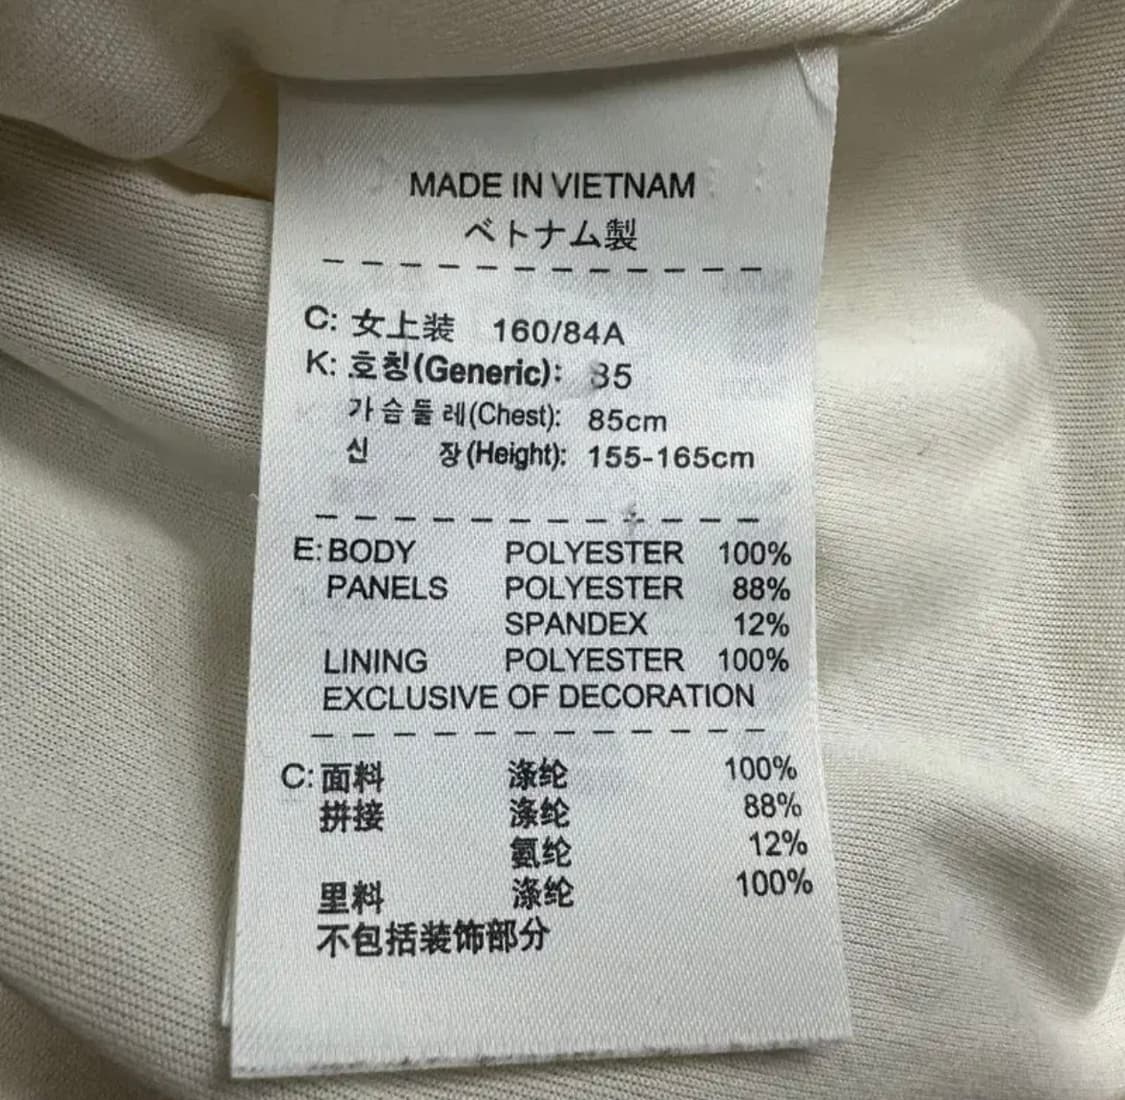 MADE IN VIETNAM
ベトナム製
C: 女上装 160/84A
K: 호칭(Generic): 85
가슴둘레(Chest): 85cm
신 장(Height): 155-165cm
E: BODY POLYESTER 100%
PANELS POLYESTER 88%
SPANDEX 12%
LINING POLYESTER 100%
EXCLUSIVE OF DECORATION
C: 面料 涤纶 100%
拼接 涤纶 88%
氨纶 12%
里料 涤纶 100%
不包括装饰部分